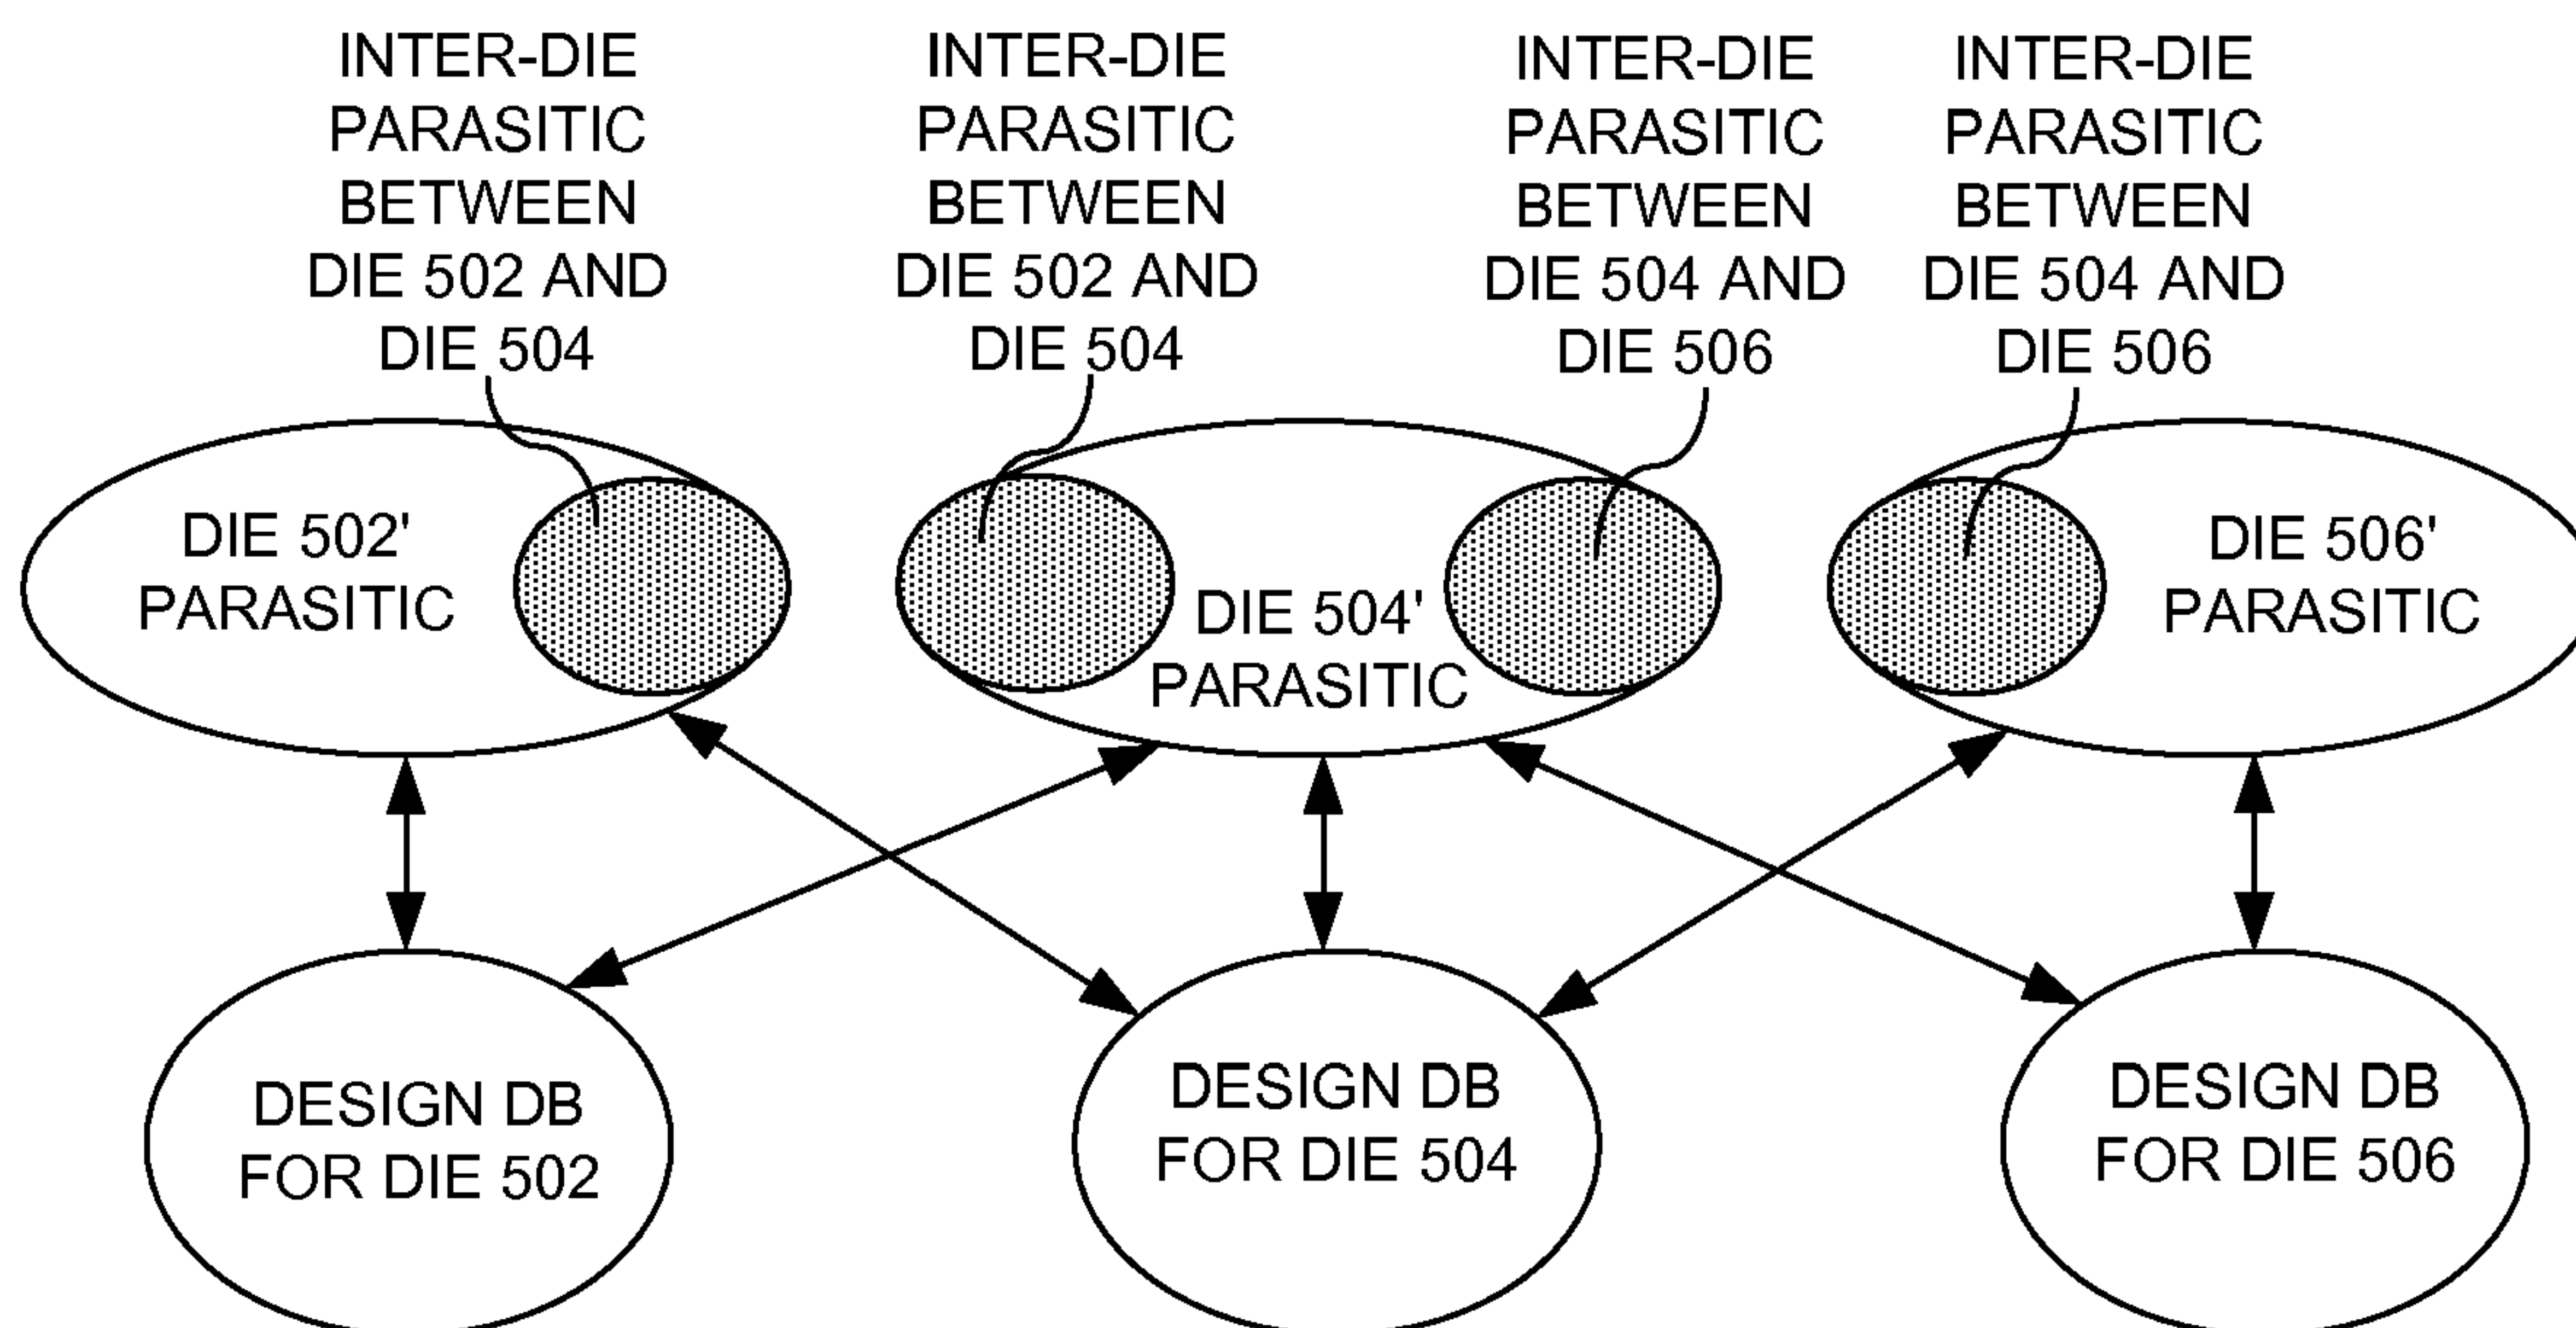 INTER-DIE
PARASITIC
BETWEEN
DIE 502 AND
DIE 504
INTER-DIE
PARASITIC
BETWEEN
DIE 502 AND
DIE 504
INTER-DIE
PARASITIC
BETWEEN
DIE 504 AND
DIE 506
INTER-DIE
PARASITIC
BETWEEN
DIE 504 AND
DIE 506
DIE 502'
PARASITIC
DIE 504'
PARASITIC
DIE 506'
PARASITIC
DESIGN DB
FOR DIE 502
DESIGN DB
FOR DIE 504
DESIGN DB
FOR DIE 506